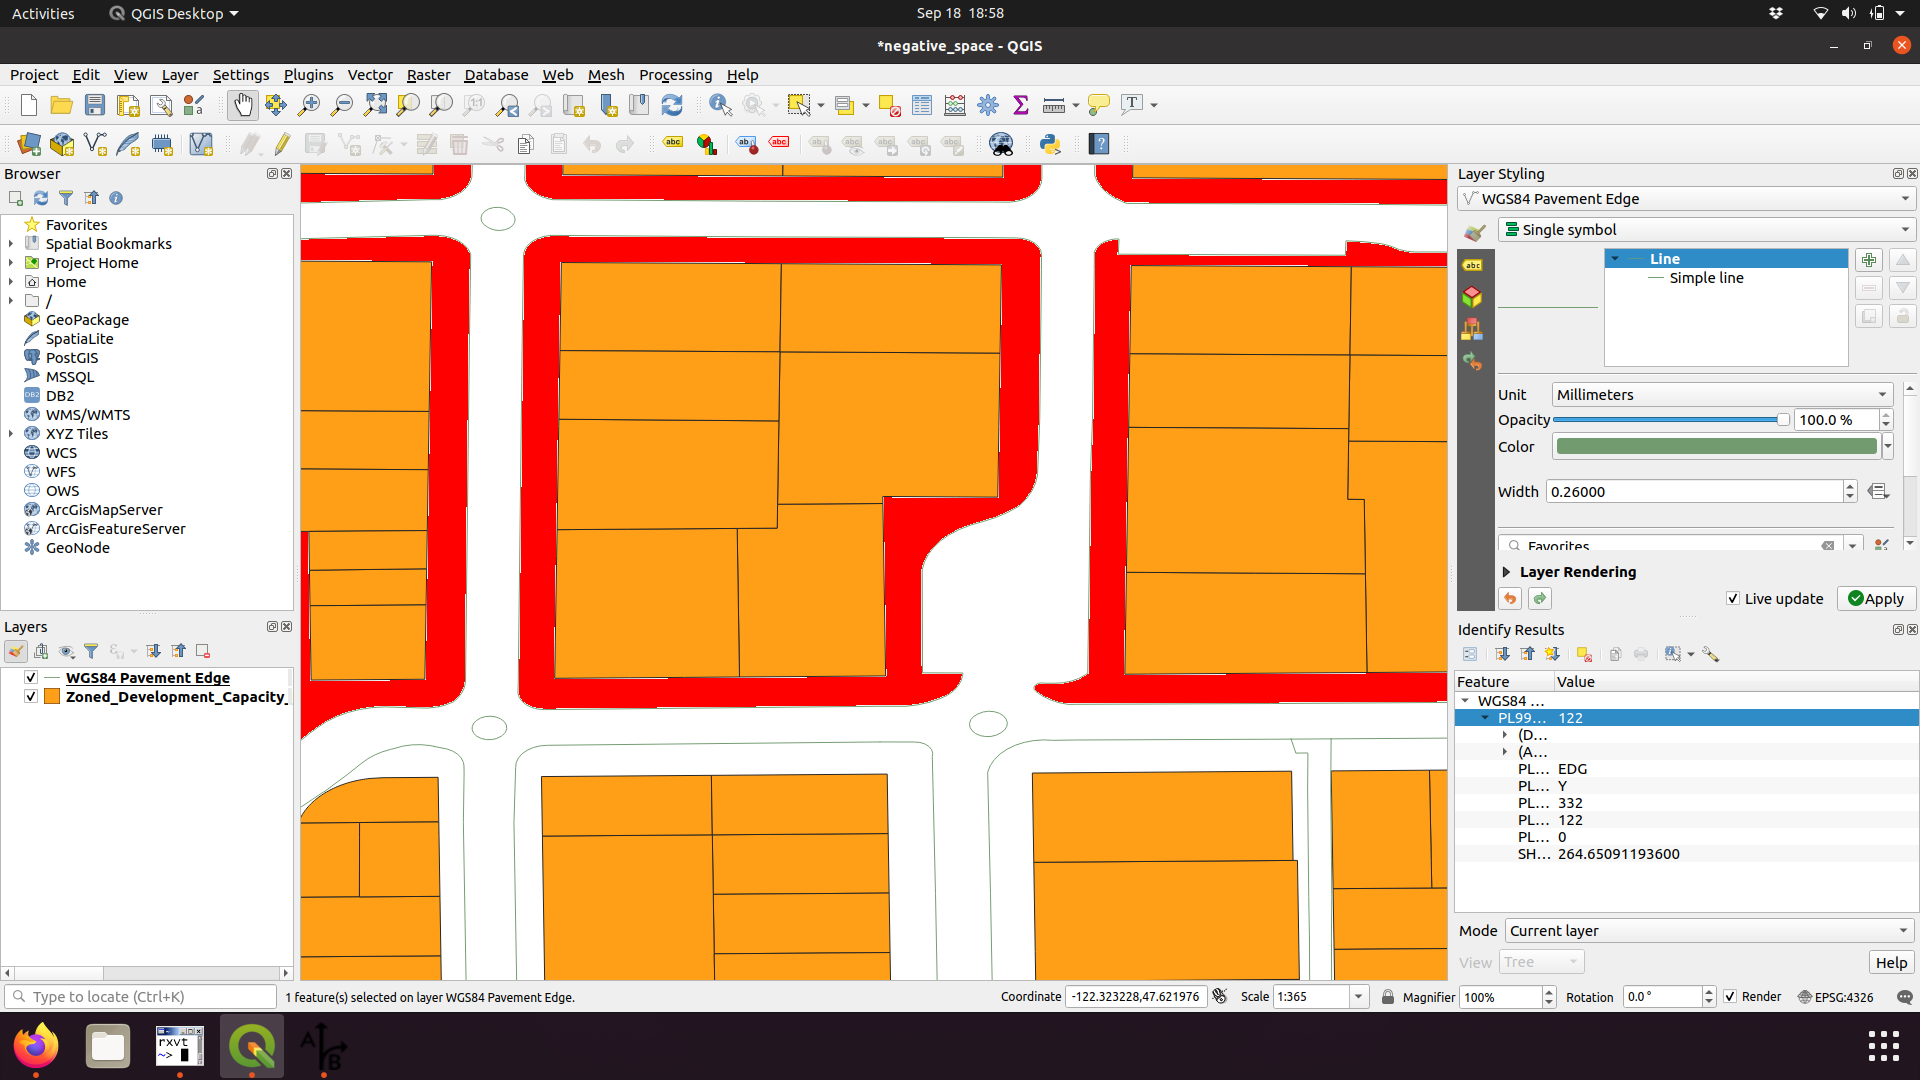 Activities QGIS Desktop Sep 18 18:58
*negative_space - QGIS
Project Edit View Layer Settings Plugins Vector Raster Database Web Mesh Processing Help
Browser
Favorites
Spatial Bookmarks
Project Home
Home
/
GeoPackage
SpatiaLite
PostGIS
MSSQL
DB2
WMS/WMTS
XYZ Tiles
WCS
WFS
OWS
ArcGisMapServer
ArcGisFeatureServer
GeoNode
Layers
WGS84 Pavement Edge
Zoned_Development_Capacity_
Layer Styling
WGS84 Pavement Edge
Single symbol
Line
Simple line
Unit Millimeters
Opacity 100.0 %
Color
Width 0.26000
Favorites
Layer Rendering
Live update Apply
Identify Results
Feature Value
WGS84 ...
PL99... 122
(D...
(A...
PL... EDG
PL... Y
PL... 332
PL... 122
PL... 0
SH... 264.65091193600
Mode Current layer
View Tree Help
Type to locate (Ctrl+K) 1 feature(s) selected on layer WGS84 Pavement Edge. Coordinate -122.323228,47.621976 Scale 1:365 Magnifier 100% Rotation 0.0 ° Render EPSG:4326
rxvt
~>
A
B